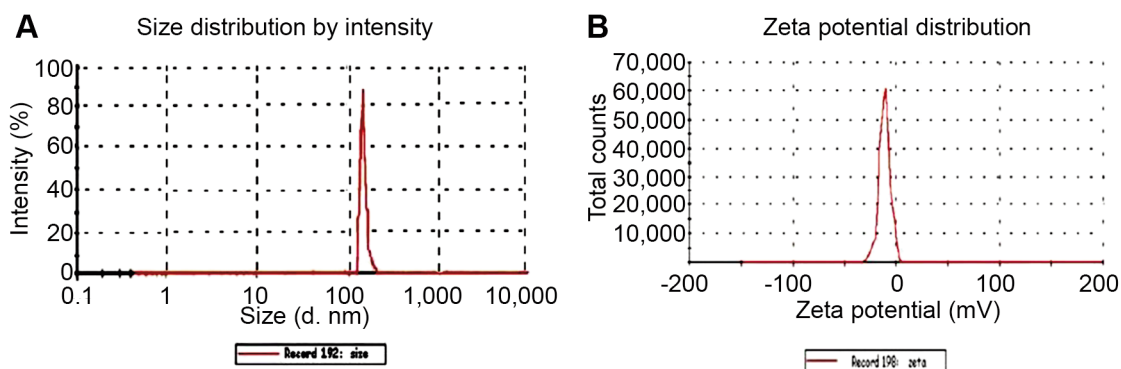 A
Size distribution by intensity
Intensity (%)
100
80
60
40
20
0
0.1 1 10 100 1,000 10,000
Size (d. nm)
Record 192: size
B
Zeta potential distribution
Total counts
70,000
60,000
50,000
40,000
30,000
20,000
10,000
-200 -100 0 100 200
Zeta potential (mV)
Record 198: zeta